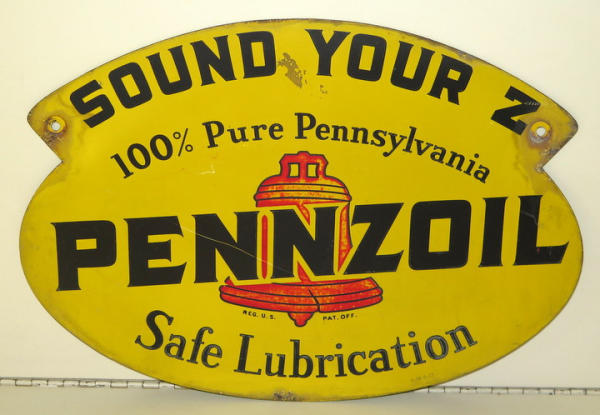 SOUND YOUR Z
100% Pure Pennsylvania
PENNZOIL
REG. U.S. PAT. OFF.
Safe Lubrication